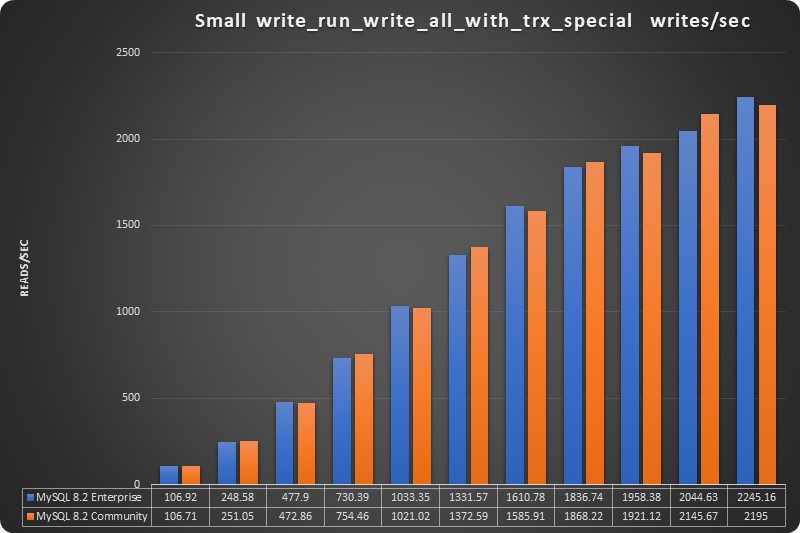 Small write_run_write_all_with_trx_special writes/sec
2500
2000
1500
1000
500
0
READS/SEC
MySQL 8.2 Enterprise 106.92 248.58 477.9 730.39 1033.35 1331.57 1610.78 1836.74 1958.38 2044.63 2245.16
MySQL 8.2 Community 106.71 251.05 472.86 754.46 1021.02 1372.59 1585.91 1868.22 1921.12 2145.67 2195